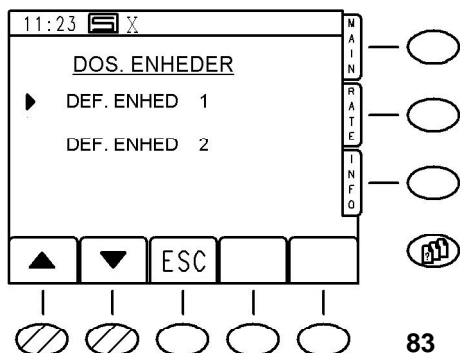 11:23 S X
DOS. ENHEDER
DEF. ENHED 1
DEF. ENHED 2
MAIN
RATE
INFO
ESC
83